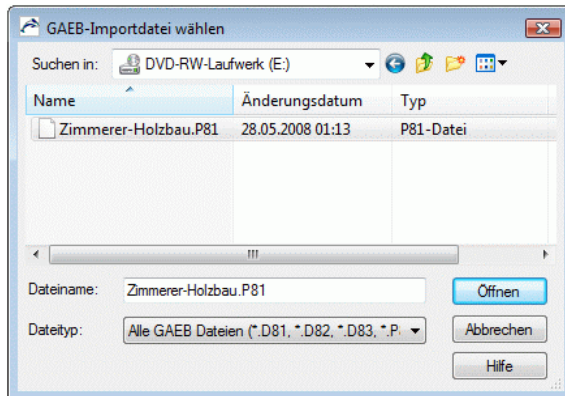 GAEB-Importdatei wählen
Suchen in: DVD-RW-Laufwerk (E:)
Name Änderungsdatum Typ
Zimmerer-Holzbau.P81 28.05.2008 01:13 P81-Datei
Dateiname: Zimmerer-Holzbau.P81 Öffnen
Dateityp: Alle GAEB Dateien (*.D81, *.D82, *.D83, *.P Abbrechen
Hilfe